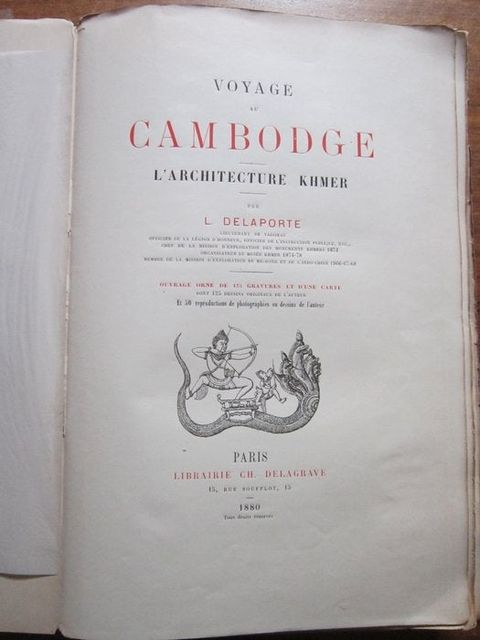 VOYAGE
AU
CAMBODGE
L'ARCHITECTURE KHMER
PAR
L. DELAPORTE
LIEUTENANT DE VAISSEAU
OFFICIER DE LA LÉGION D'HONNEUR, OFFICIER DE L'INSTRUCTION PUBLIQUE, ETC.,
CHEF DE LA MISSION D'EXPLORATION DES MONUMENTS KHMERS 1873
ORGANISATEUR DU MUSÉE KHMER 1874-78
MEMBRE DE LA MISSION D'EXPLORATION DU ME-KONG ET DE L'INDO-CHINE 1866-67-68
OUVRAGE ORNÉ DE 175 GRAVURES ET D'UNE CARTE
DONT 125 DESSINS ORIGINAUX DE L'AUTEUR
Et 50 reproductions de photographies ou dessins de l'auteur
PARIS
LIBRAIRIE CH. DELAGRAVE
15, RUE SOUFFLOT, 15
1880
Tous droits réservés